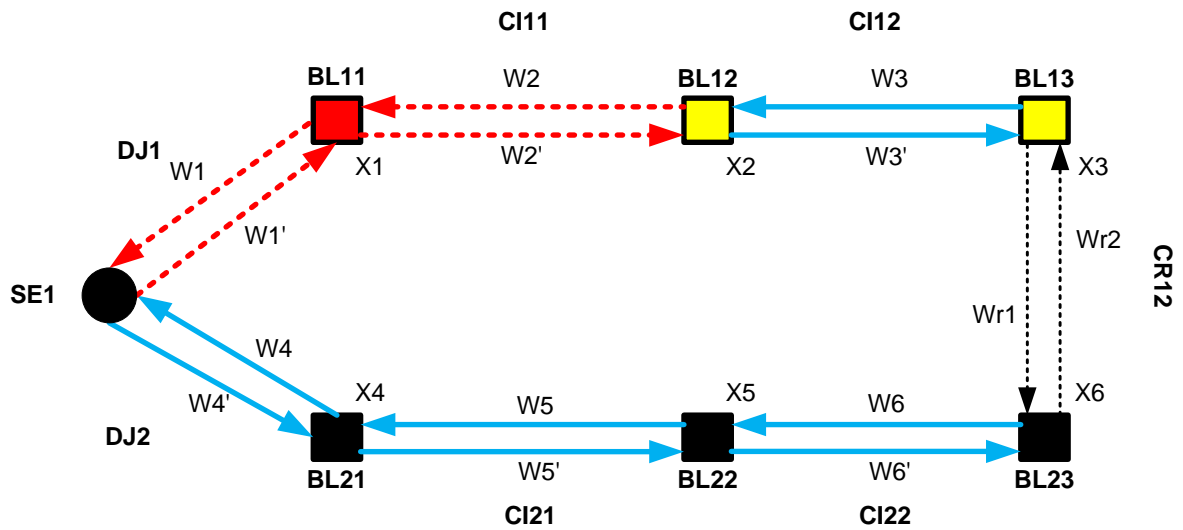 CI11
CI12
BL11
W2
BL12
W3
BL13
DJ1
W1
X1
W2'
X2
W3'
X3
W1'
Wr2
SE1
CR12
Wr1
W4
X4
W5
X5
W6
X6
W4'
DJ2
BL21
W5'
BL22
W6'
BL23
CI21
CI22